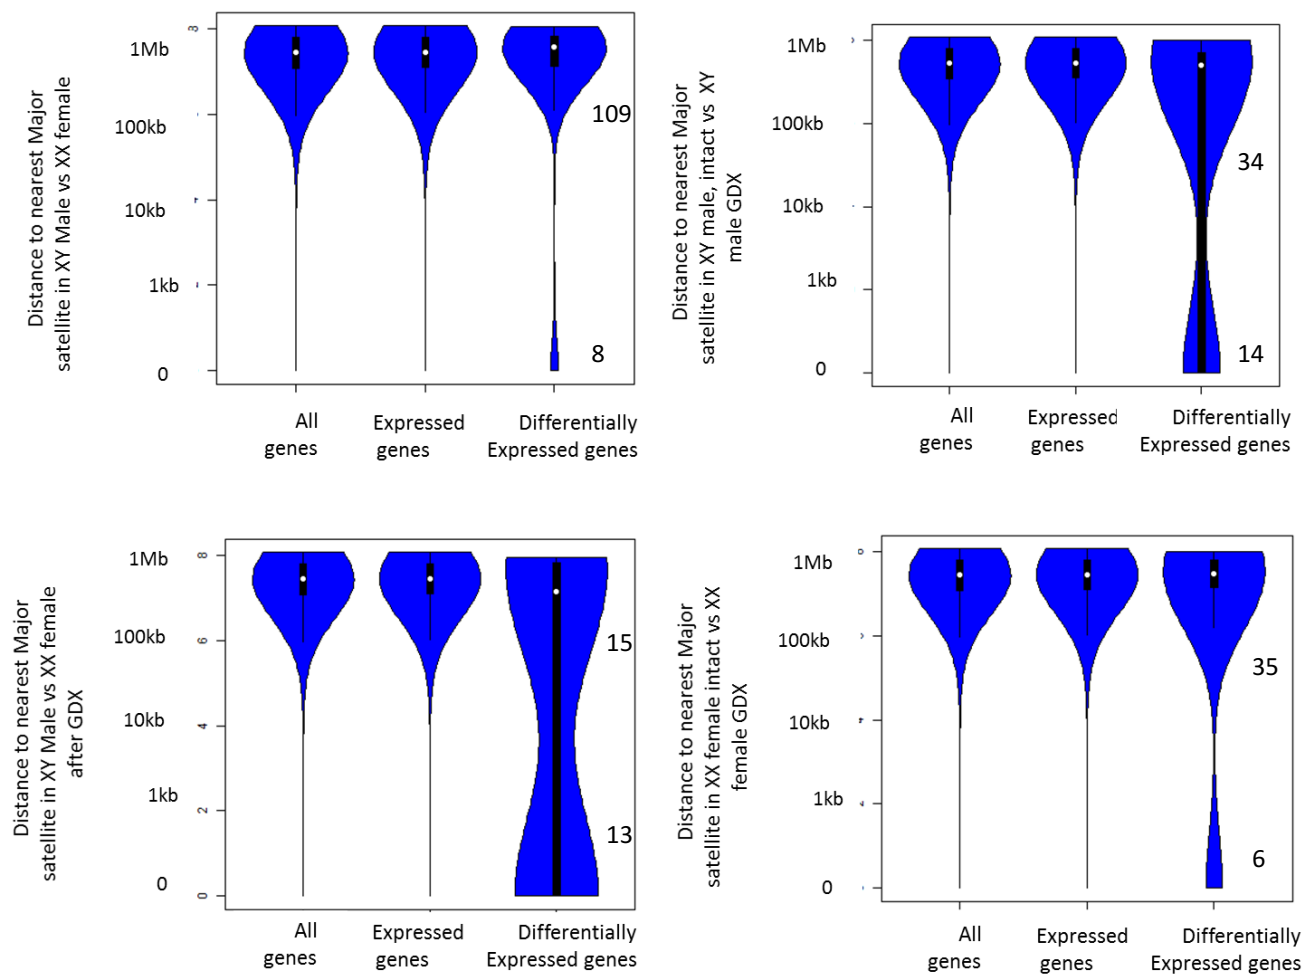 Distance to nearest Major
satellite in XY Male vs XX female
1Mb
100kb
10kb
1kb
0
109
8
All
genes
Expressed
genes
Differentially
Expressed genes
Distance to nearest Major
satellite in XY male, intact vs XY
male GDX
1Mb
100kb
10kb
1kb
0
34
14
All
genes
Expressed
genes
Differentially
Expressed genes
Distance to nearest Major
satellite in XY Male vs XX female
after GDX
1Mb
100kb
10kb
1kb
0
8
6
4
2
0
15
13
All
genes
Expressed
genes
Differentially
Expressed genes
Distance to nearest Major
satellite in XX female intact vs XX
female GDX
1Mb
100kb
10kb
1kb
0
35
6
All
genes
Expressed
genes
Differentially
Expressed genes